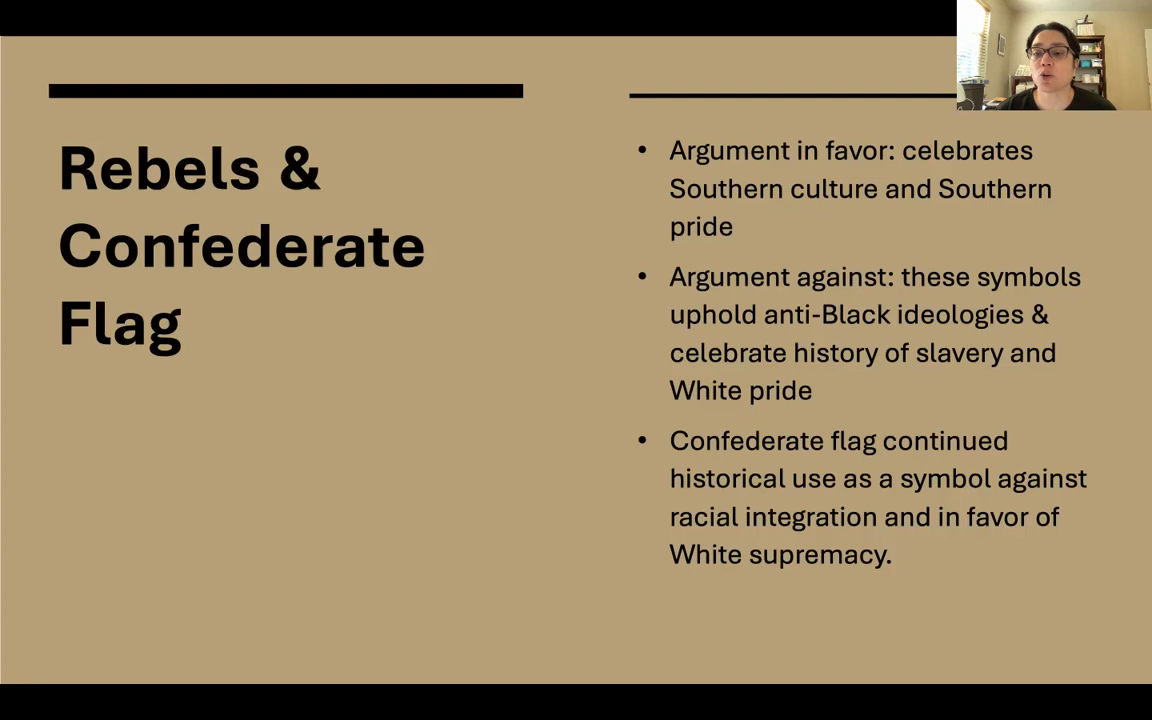 Rebels &
Confederate
Flag
• Argument in favor: celebrates
Southern culture and Southern
pride
• Argument against: these symbols
uphold anti-Black ideologies &
celebrate history of slavery and
White pride
• Confederate flag continued
historical use as a symbol against
racial integration and in favor of
White supremacy.